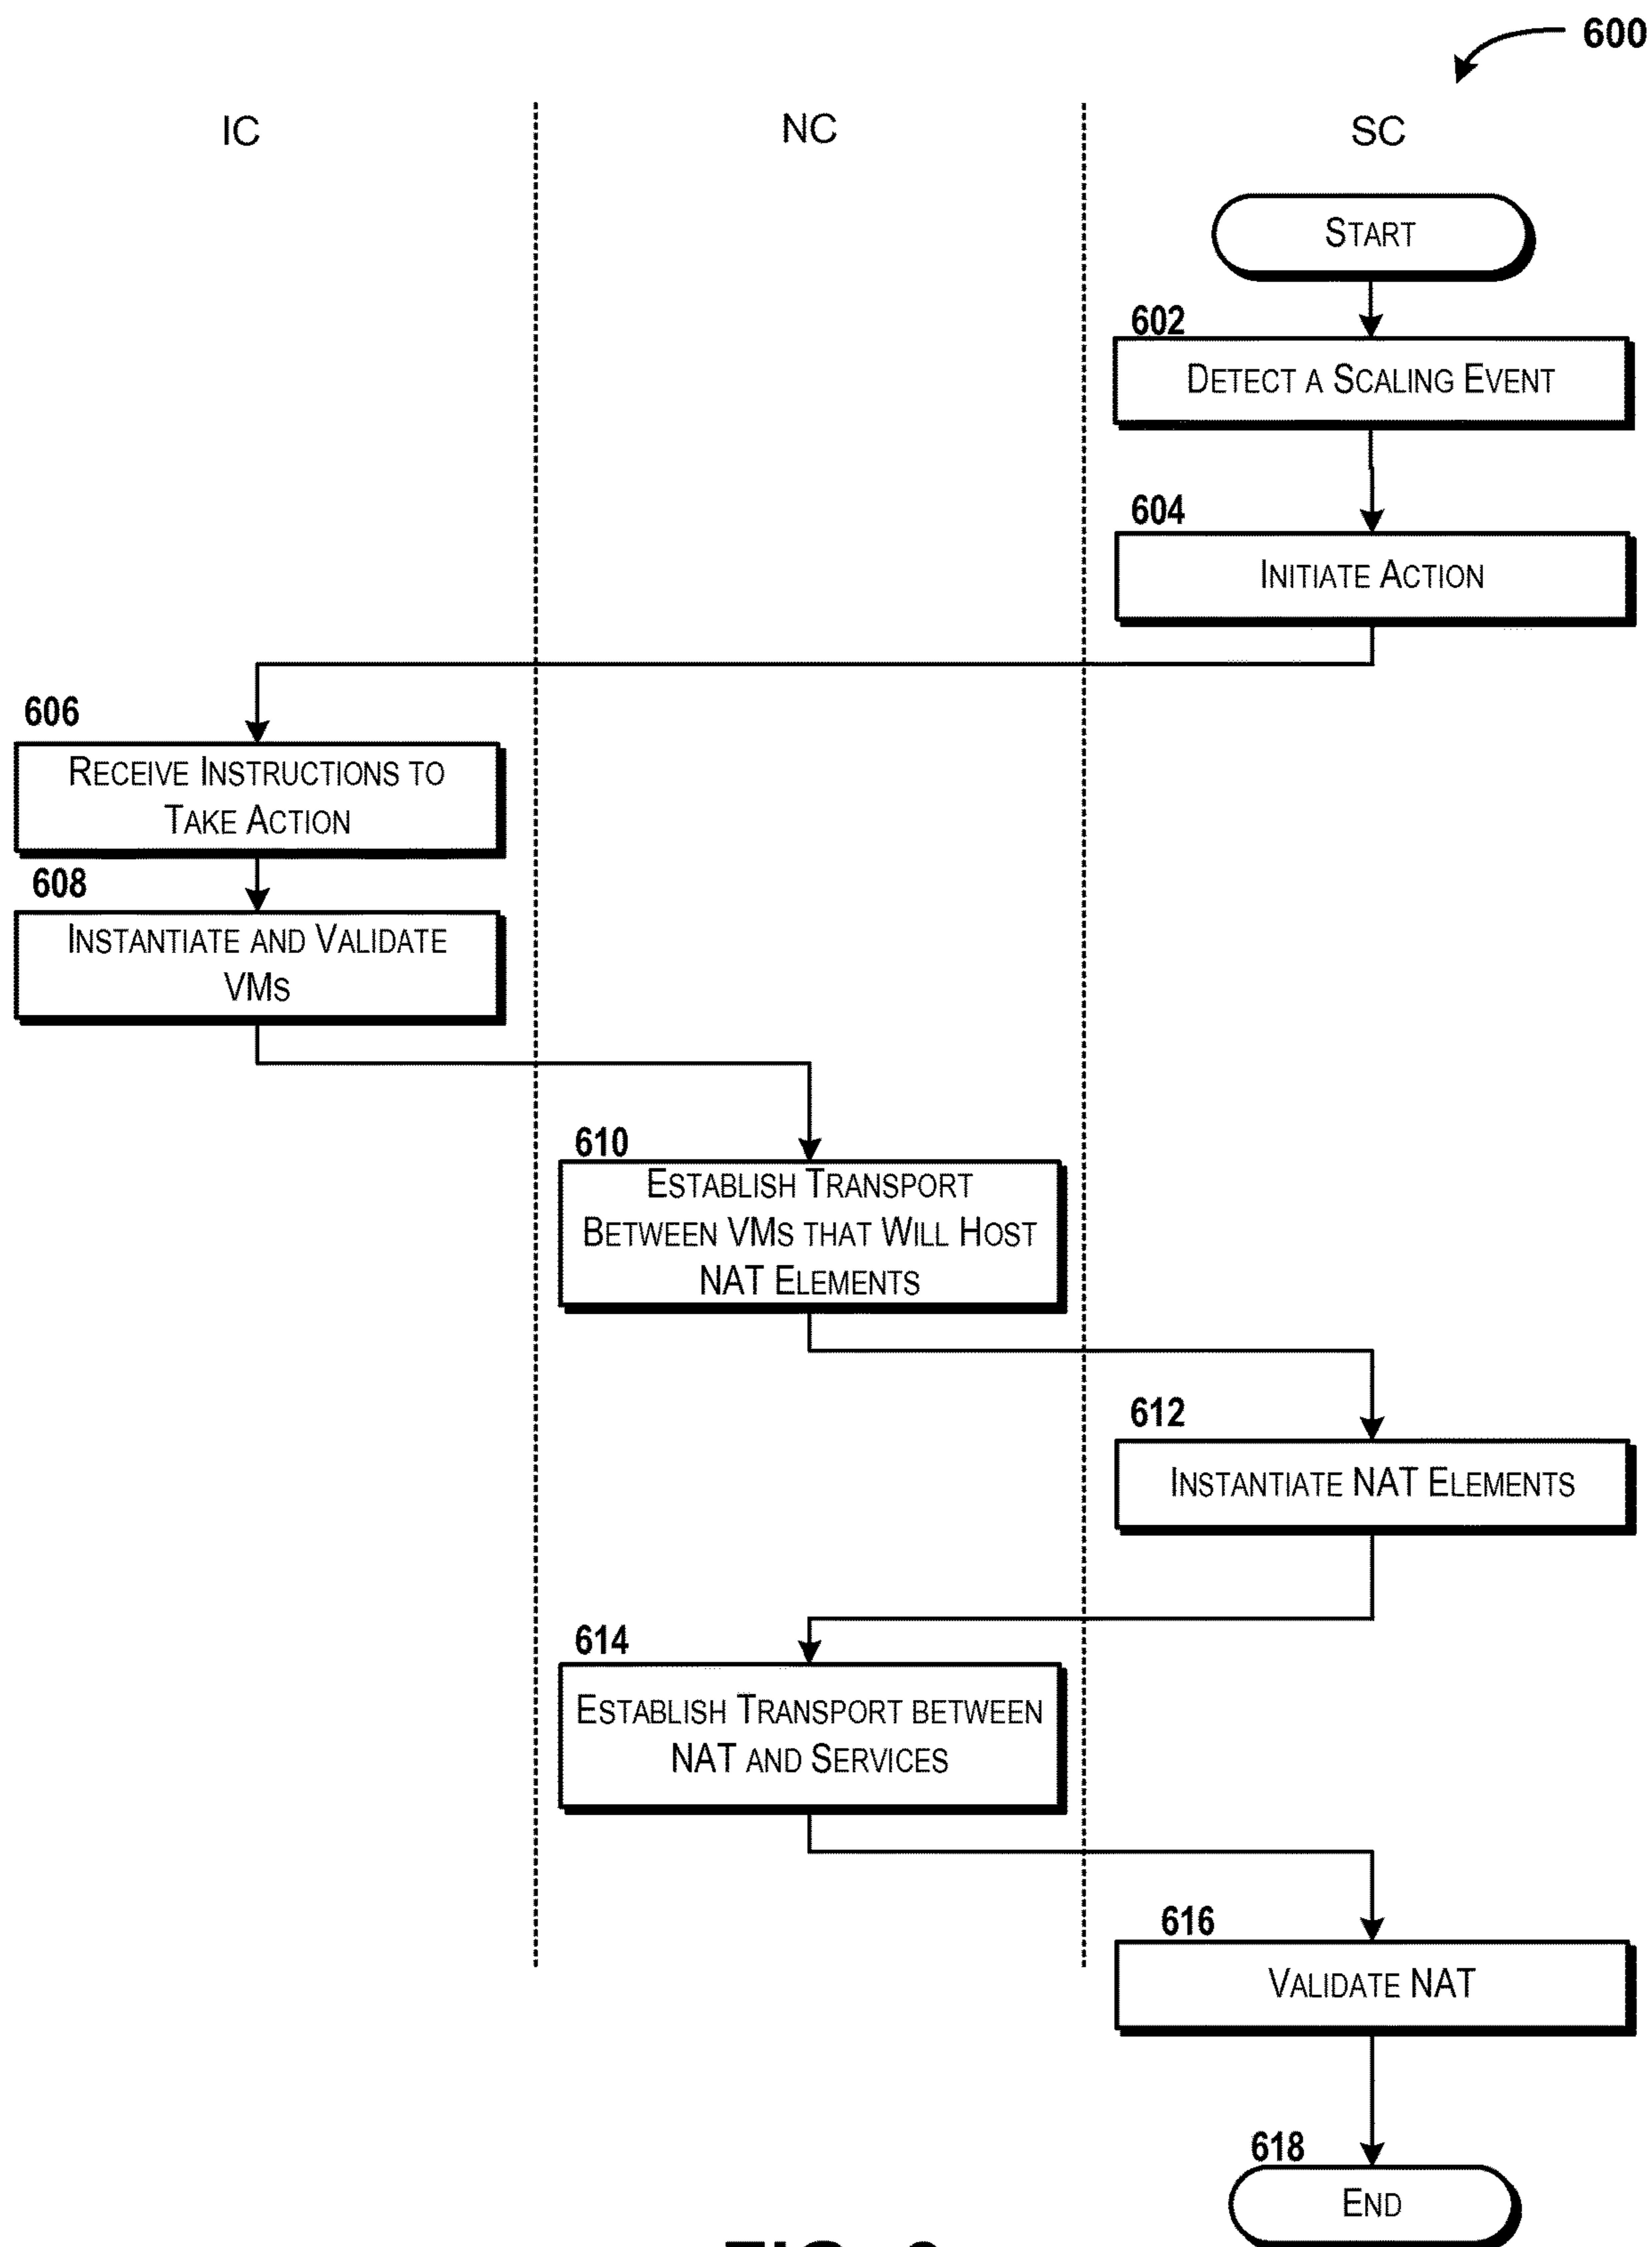 600
IC
NC
SC
START
602
DETECT A SCALING EVENT
604
INITIATE ACTION
606
RECEIVE INSTRUCTIONS TO
TAKE ACTION
608
INSTANTIATE AND VALIDATE
VMS
610
ESTABLISH TRANSPORT
BETWEEN VMS THAT WILL HOST
NAT ELEMENTS
612
INSTANTIATE NAT ELEMENTS
614
ESTABLISH TRANSPORT BETWEEN
NAT AND SERVICES
616
VALIDATE NAT
618
END